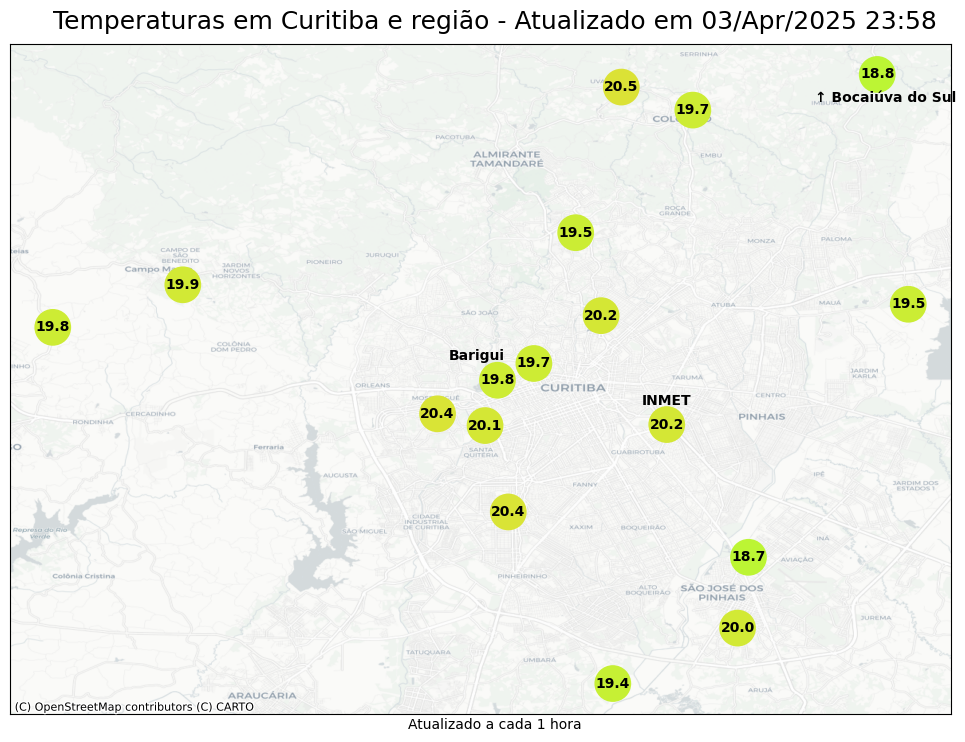 Temperaturas em Curitiba e região - Atualizado em 03/Apr/2025 23:58
SERRINHA
18.8
20.5
↑ Bocaiúva do Sul
19.7
PACOTUBA
ALMIRANTE
TAMANDARÉ
EMBU
ROÇA
GRANDE
19.5
MONZA
PALOMA
CAMPO DE
SÃO
BENEDITO
JURUQUI
PIONEIRO
Campo
JARDIM
NOVOS
HORIZONTES
19.9
19.5
ATUBA
MAUÁ
SÃO JOÃO
20.2
19.8
COLÔNIA
DOM PEDRO
Barigui
19.7
JARDIM
KARLA
19.8
TARUMÃ
ORLEANS
CURITIBA
CENTRO
INMET
20.4
CERCADINHO
PINHAIS
RONDINHA
20.1
20.2
Ferraria
SANTA
QUITÉRIA
GUABIROTUBA
AUGUSTA
IPÊ
FANNY
JARDIM DOS
ESTADOS I
20.4
CIDADE
INDUSTRIAL
DE CURITIBA
SÃO MIGUEL
XAXIM
BOQUEIRÃO
Represa do Rio
Verde
INÁ
18.7
AVIAÇÃO
Colônia Cristina
PINHEIRINHO
ALTO
BOQUEIRÃO
SÃO JOSÉ DOS
PINHAIS
JUREMA
20.0
TATUQUARA
UMBARÁ
19.4
ARUJÁ
ARAUCÁRIA
(C) OpenStreetMap contributors (C) CARTO
Atualizado a cada 1 hora